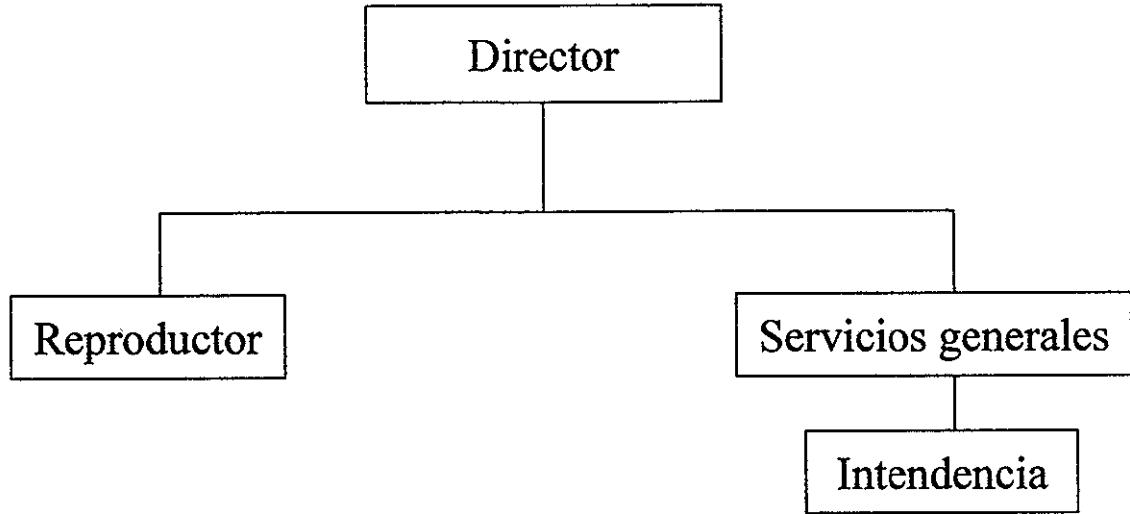 Director
Reproductor
Servicios generales
Intendencia